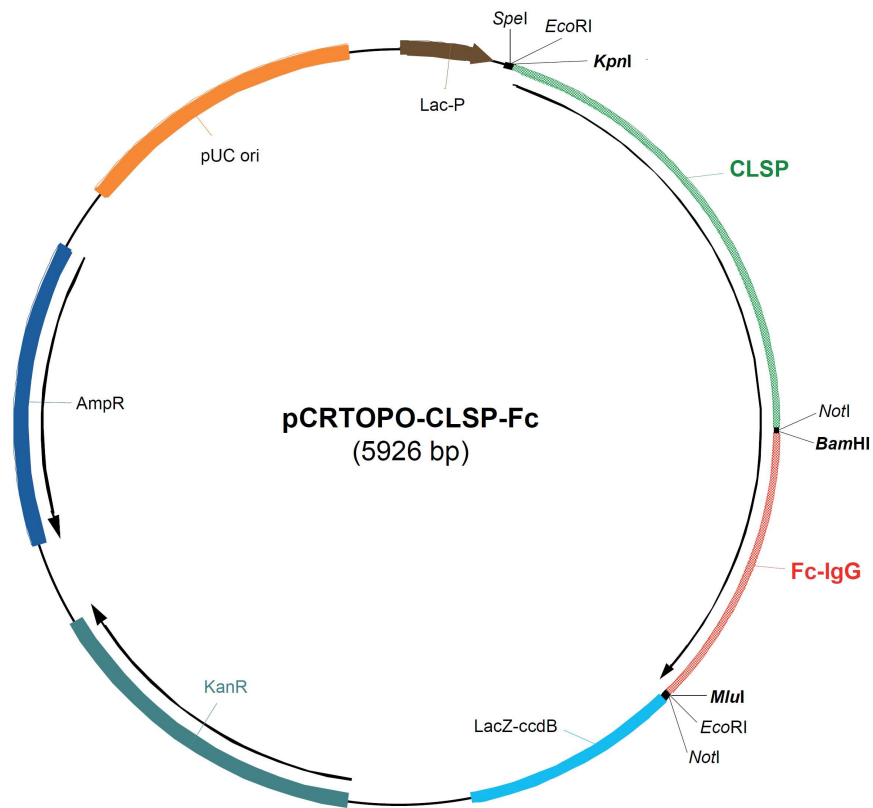 SpeI
EcoRI
KpnI
Lac-P
pUC ori
CLSP
AmpR
pCRTOPO-CLSP-Fc
(5926 bp)
NotI
BamHI
Fc-IgG
KanR
MluI
LacZ-ccdB
EcoRI
NotI